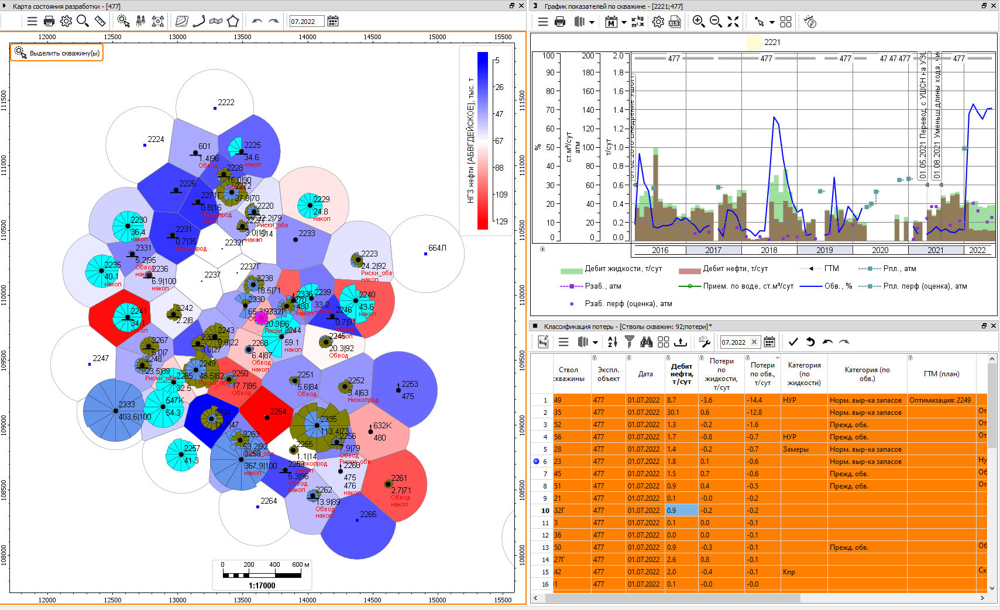 Карта состояния разработки - [477]
07.2022
12000 12500 13000 13500 14000 14500 15000 15500
Выделить скважину(ы)
111500
111000
110500
110000
109500
109000
108500
108000
НГЗ нефти [АБВГДЕЙСКОЕ], тыс. т
5
26
47
67
88
109
129
2222
2224
601
1.4|96
Обвод
2225
34.6
накоп
2228
15.0|90
2226
2271Г
0.8|16
2272
37.9|70
2220
22.2|79
Риски_обв
2229
24.8
накоп
2230
36.4
накоп
2231
0.7|35
3.0|15
накоп
514
2232Г
2233
664Л
2331
5.2|95
Обвод
накоп
2223
24.2|92
Риски_обв
2235
40.1
накоп
2236
6.9|100
накоп
2237
2237Г
2238
18.5|71
2330
2336
480
2270
2239
33.2
2240
43.6
накоп
2241
34.1
накоп
2242
2.2|8
2246
0.7|91
20.9|96
2244
59.1
накоп
2243
9.8|22
3.0|27
2267
5.0|7
2268
6.4|87
Обвод
накоп
2245
20.3|92
Обвод
2247
2248
23.5|89
Риски_обв
2249
48.5|82
Риски_обв
2250
17.7|95
Обвод
2265
32.5
2251
5.6|84
Обвод
2252
3.4|63
Низкопрод
2253
475
2333
403.6|100
547К
54.3
11.7|47
2254
2335
113.4|73
632К
480
2263
53.2|92
2256
Обвод
Риски_обв
2255
1.1|14
Низкопрод
2257
41.3
367.9|100
накоп
5.3|96
Обвод
накоп
2260
475
476
накоп
2261
2.7|71
Обвод
накоп
2262
13.9|89
Обвод
накоп
2264
2266
0 200 400 600 м
1:17000
12000 12500 13000 13500 14000 14500 15000 15500
График показателей по скважине - [2221;477]
M
кг
м³
XLS
2221
100 90 80 70 60 50 40 30 20 10 0
%
200 180 160 140 120 100 80 60 40 20 0
ст.м³/сут
атм
2.0 1.8 1.6 1.4 1.2 1.0 0.8 0.6 0.4 0.2 0.0
т/сут
477 477 477 47 47 477 477
01.05.2021 Перевод с УШСН на УЭЦ
01.08.2021 Уменьш.длины хода, чис
2016 2017 2018 2019 2020 2021 2022
Дебит жидкости, т/сут Дебит нефти, т/сут ГТМ Рпл., атм
Рзаб., атм Прием. по воде, ст.м³/сут Обв., % Рпл. перф (оценка), атм
Рзаб. перф (оценка), атм
Классификация потерь - [Стволы скважин: 92;потери]*
07.2022
Ствол скважины Экспл. объект Дата Дебит нефти, т/сут Потери по жидкости, т/сут Потери по обв., т/сут Категория (по жидкости) Категория (по обв.) ГТМ (план)
1 49 477 01.07.2022 8.7 -3.6 -14.4 НУР Норм. выр-ка запасов Оптимизация: 2249
2 35 477 01.07.2022 30.1 0.6 -12.8 Норм. выр-ка запасов От
3 52 477 01.07.2022 1.3 -0.2 -1.6 Прежд. обв. От
4 56 477 01.07.2022 1.7 -0.8 -0.7 НУР Прежд. обв. От
5 28 477 01.07.2022 1.4 -0.2 -0.7 Замеры Норм. выр-ка запасов
6 23 477 01.07.2022 1.8 0.1 -0.6 Норм. выр-ка запасов Ну
7 45 477 01.07.2022 1.5 0.7 -0.6 Прежд. обв. Об
8 51 477 01.07.2022 0.9 0.4 -0.5 Прежд. обв. От
9 21 477 01.07.2022 0.1 -0.0 -0.2
10 32Г 477 01.07.2022 0.9 -0.2 -0.2
11 3 477 01.07.2022 0.1 0.0 -0.1
12 36 477 01.07.2022 0.0 0.0 -0.1
13 50 477 01.07.2022 0.9 -0.3 -0.1 Прежд. обв. Об
14 27Г 477 01.07.2022 2.6 0.8 -0.1
15 42 477 01.07.2022 2.0 -0.4 -0.1 Кпр Ск
16 01 477 01.07.2022 0.1 -0.0 -0.0